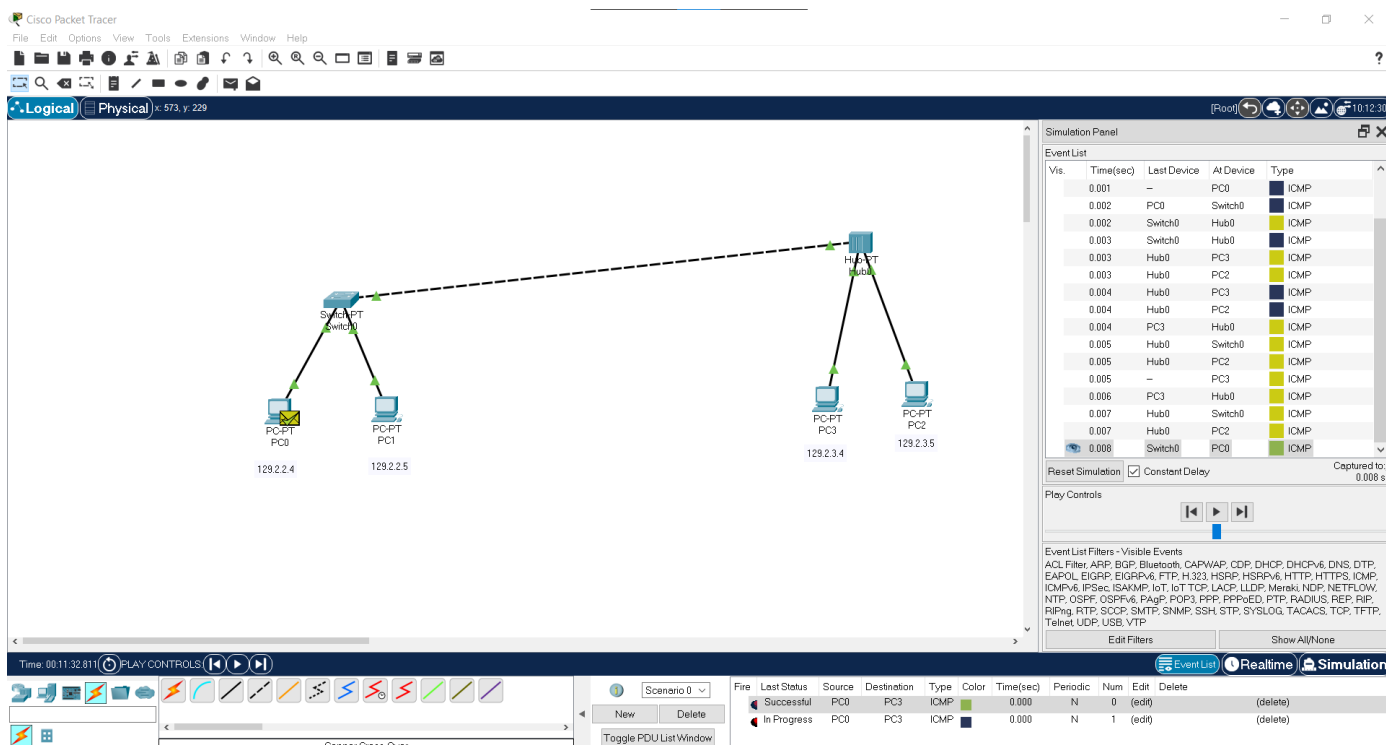 Cisco Packet Tracer
File Edit Options View Tools Extensions Window Help
?
Logical Physical x: 573, y: 229 [Root] 10:12:30
Simulation Panel
Event List
Vis. Time(sec) Last Device At Device Type
0.001 -- PC0 ICMP
0.002 PC0 Switch0 ICMP
0.002 Switch0 Hub0 ICMP
0.003 Switch0 Hub0 ICMP
0.003 Hub0 PC3 ICMP
0.003 Hub0 PC2 ICMP
0.004 Hub0 PC3 ICMP
0.004 Hub0 PC2 ICMP
0.004 PC3 Hub0 ICMP
0.005 Hub0 Switch0 ICMP
0.005 Hub0 PC2 ICMP
0.005 -- PC3 ICMP
0.006 PC3 Hub0 ICMP
0.007 Hub0 Switch0 ICMP
0.007 Hub0 PC2 ICMP
0.008 Switch0 PC0 ICMP
Reset Simulation Constant Delay Captured to:
0.008 s
Play Controls
Event List Filters - Visible Events
ACL Filter, ARP, BGP, Bluetooth, CAPWAP, CDP, DHCP, DHCPv6, DNS, DTP,
EAPOL, EIGRP, EIGRPv6, FTP, H.323, HSRP, HSRPv6, HTTP, HTTPS, ICMP,
ICMPv6, IPSec, ISAKMP, IoT, IoT TCP, LACP, LLDP, Meraki, NDP, NETFLOW,
NTP, OSPF, OSPFv6, PAgP, POP3, PPP, PPPoED, PTP, RADIUS, REP, RIP,
RIPng, RTP, SCCP, SMTP, SNMP, SSH, STP, SYSLOG, TACACS, TCP, TFTP,
Telnet, UDP, USB, VTP
Edit Filters Show All/None
Hub-PT
Hub0
Switch-PT
Switch0
PC-PT
PC0
129.2.2.4
PC-PT
PC1
129.2.2.5
PC-PT
PC3
129.2.3.4
PC-PT
PC2
129.2.3.5
Time: 00:11:32.811 PLAY CONTROLS: Event List Realtime Simulation
Scenario 0
New Delete
Toggle PDU List Window
Fire Last Status Source Destination Type Color Time(sec) Periodic Num Edit Delete
Successful PC0 PC3 ICMP 0.000 N 0 (edit) (delete)
In Progress PC0 PC3 ICMP 0.000 N 1 (edit) (delete)